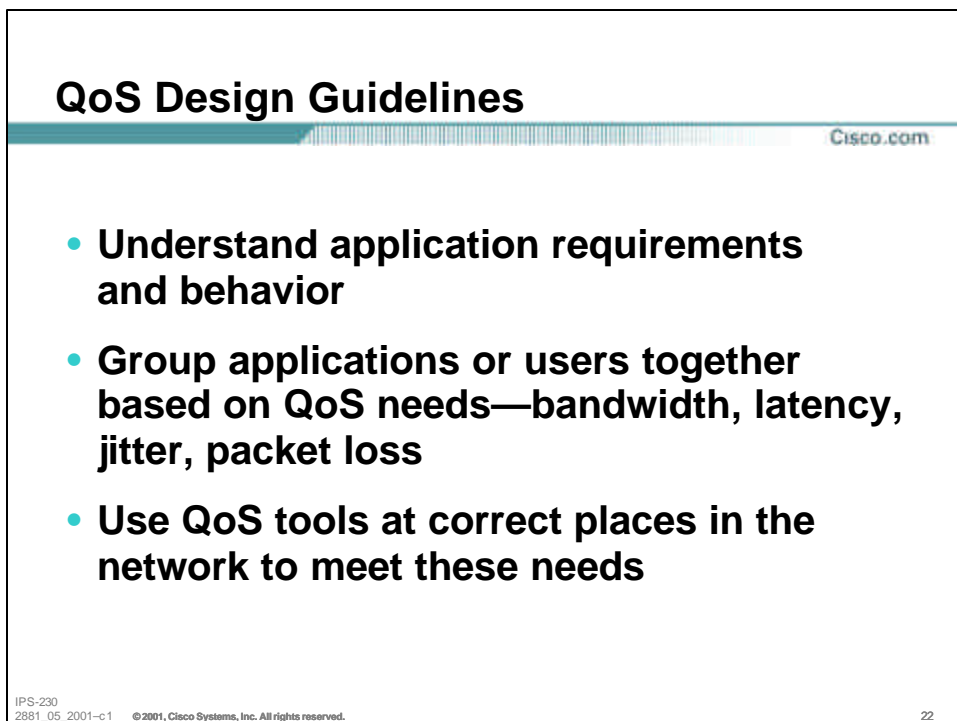 QoS Design Guidelines
Cisco.com
• Understand application requirements
and behavior
• Group applications or users together
based on QoS needs—bandwidth, latency,
jitter, packet loss
• Use QoS tools at correct places in the
network to meet these needs
IPS-230
2881_05_2001–c1 © 2001, Cisco Systems, Inc. All rights reserved. 22